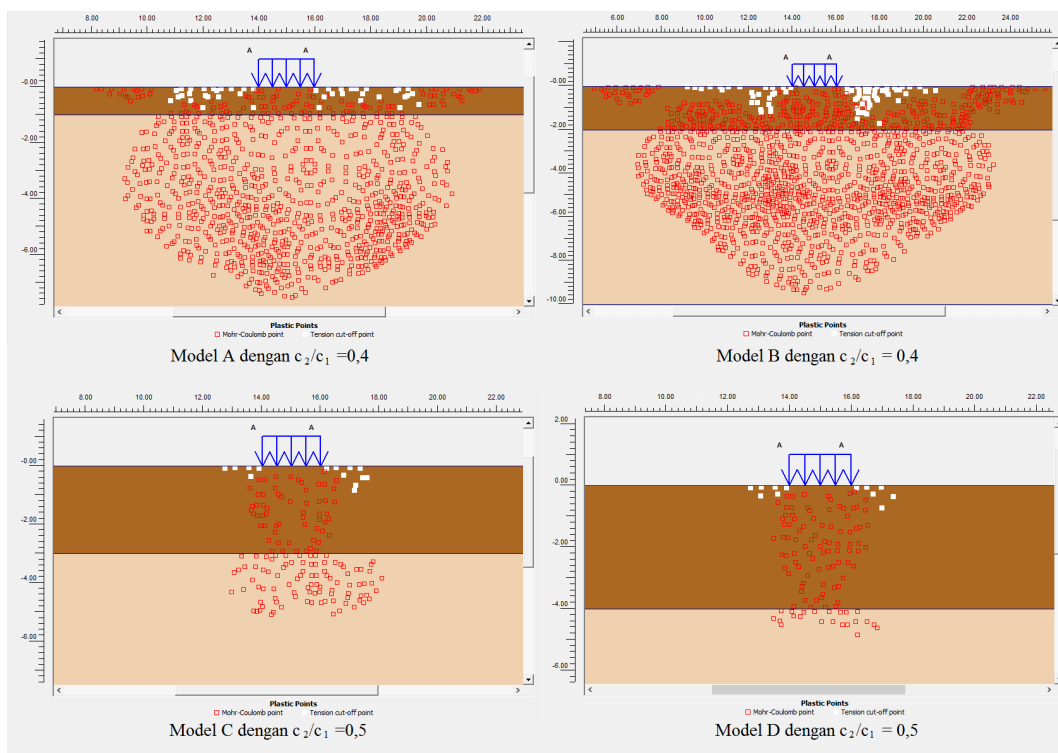 8.00 10.00 12.00 14.00 16.00 18.00 20.00 22.00
A A
-0.00
-2.00
-4.00
-6.00
Plastic Points
Mohr-Coulomb point Tension cut-off point
Model A dengan c2/c1 =0,4
6.00 8.00 10.00 12.00 14.00 16.00 18.00 20.00 22.00 24.00
A A
-0.00
-2.00
-4.00
-6.00
-8.00
-10.00
Plastic Points
Mohr-Coulomb point Tension cut-off point
Model B dengan c2/c1 = 0,4
8.00 10.00 12.00 14.00 16.00 18.00 20.00 22.00
A A
-0.00
-2.00
-4.00
-6.00
Plastic Points
Mohr-Coulomb point Tension cut-off point
Model C dengan c2/c1 =0,5
8.00 10.00 12.00 14.00 16.00 18.00 20.00 22.00
2.00
A A
0.00
-2.00
-4.00
-6.00
Plastic Points
Mohr-Coulomb point Tension cut-off point
Model D dengan c2/c1 =0,5